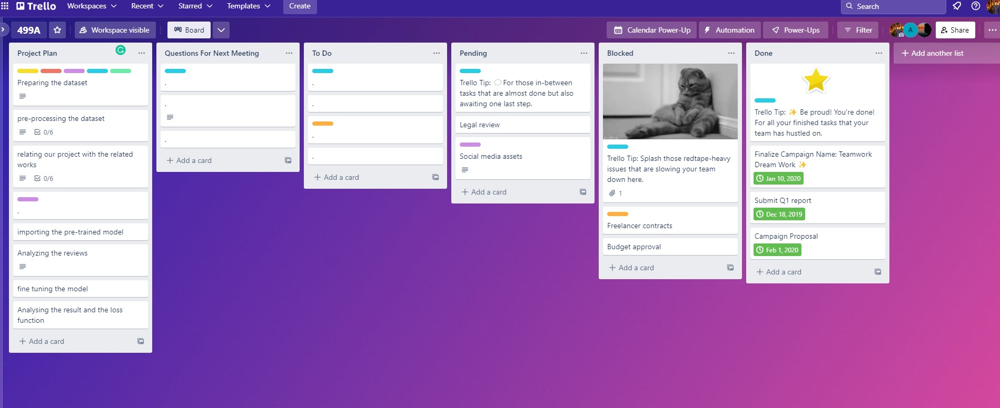 Trello
Workspaces
Recent
Starred
Templates
Create
Search
499A
Workspace visible
Board
Calendar Power-Up
Automation
Power-Ups
Filter
A
Share
Project Plan
Preparing the dataset
pre-processing the dataset
0/6
relating our project with the related
works
0/6
.
importing the pre-trained model
Analyzing the reviews
fine tuning the model
Analysing the result and the loss
function
+ Add a card
Questions For Next Meeting
.
.
.
+ Add a card
To Do
.
.
.
.
+ Add a card
Pending
Trello Tip: 💬For those in-between
tasks that are almost done but also
awaiting one last step.
Legal review
Social media assets
+ Add a card
Blocked
Trello Tip: Splash those redtape-heavy
issues that are slowing your team
down here.
1
Freelancer contracts
Budget approval
+ Add a card
Done
Trello Tip: ✨ Be proud! You're done!
For all your finished tasks that your
team has hustled on.
Finalize Campaign Name: Teamwork
Dream Work ✨
Jan 10, 2020
Submit Q1 report
Dec 18, 2019
Campaign Proposal
Feb 1, 2020
+ Add a card
+ Add another list